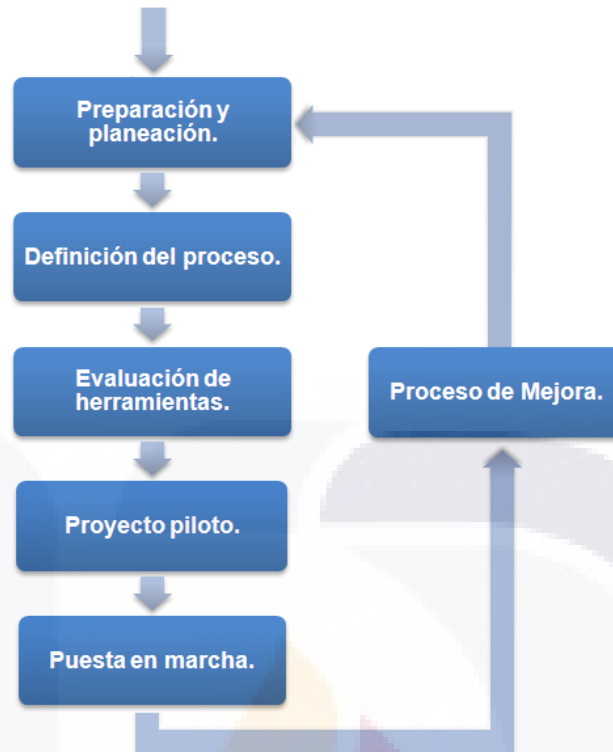 Preparación y
planeación.
Definición del proceso.
Evaluación de
herramientas.
Proceso de Mejora.
Proyecto piloto.
Puesta en marcha.